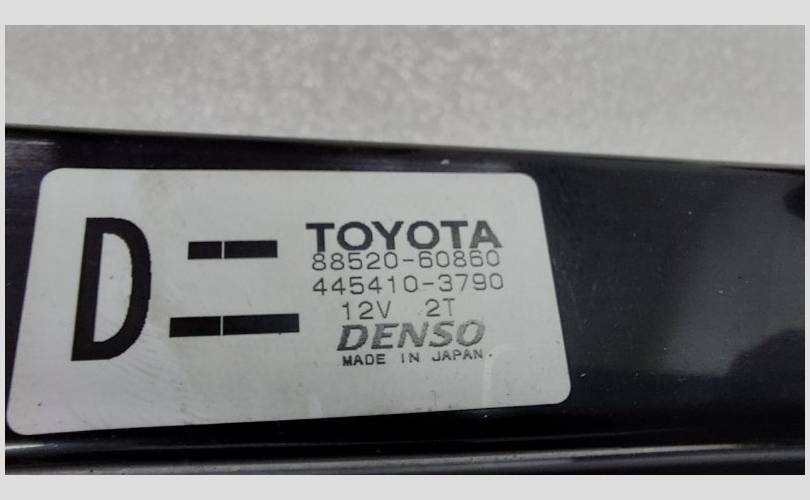 D
TOYOTA
88520-60860
445410-3790
12V 2T
DENSO
MADE IN JAPAN